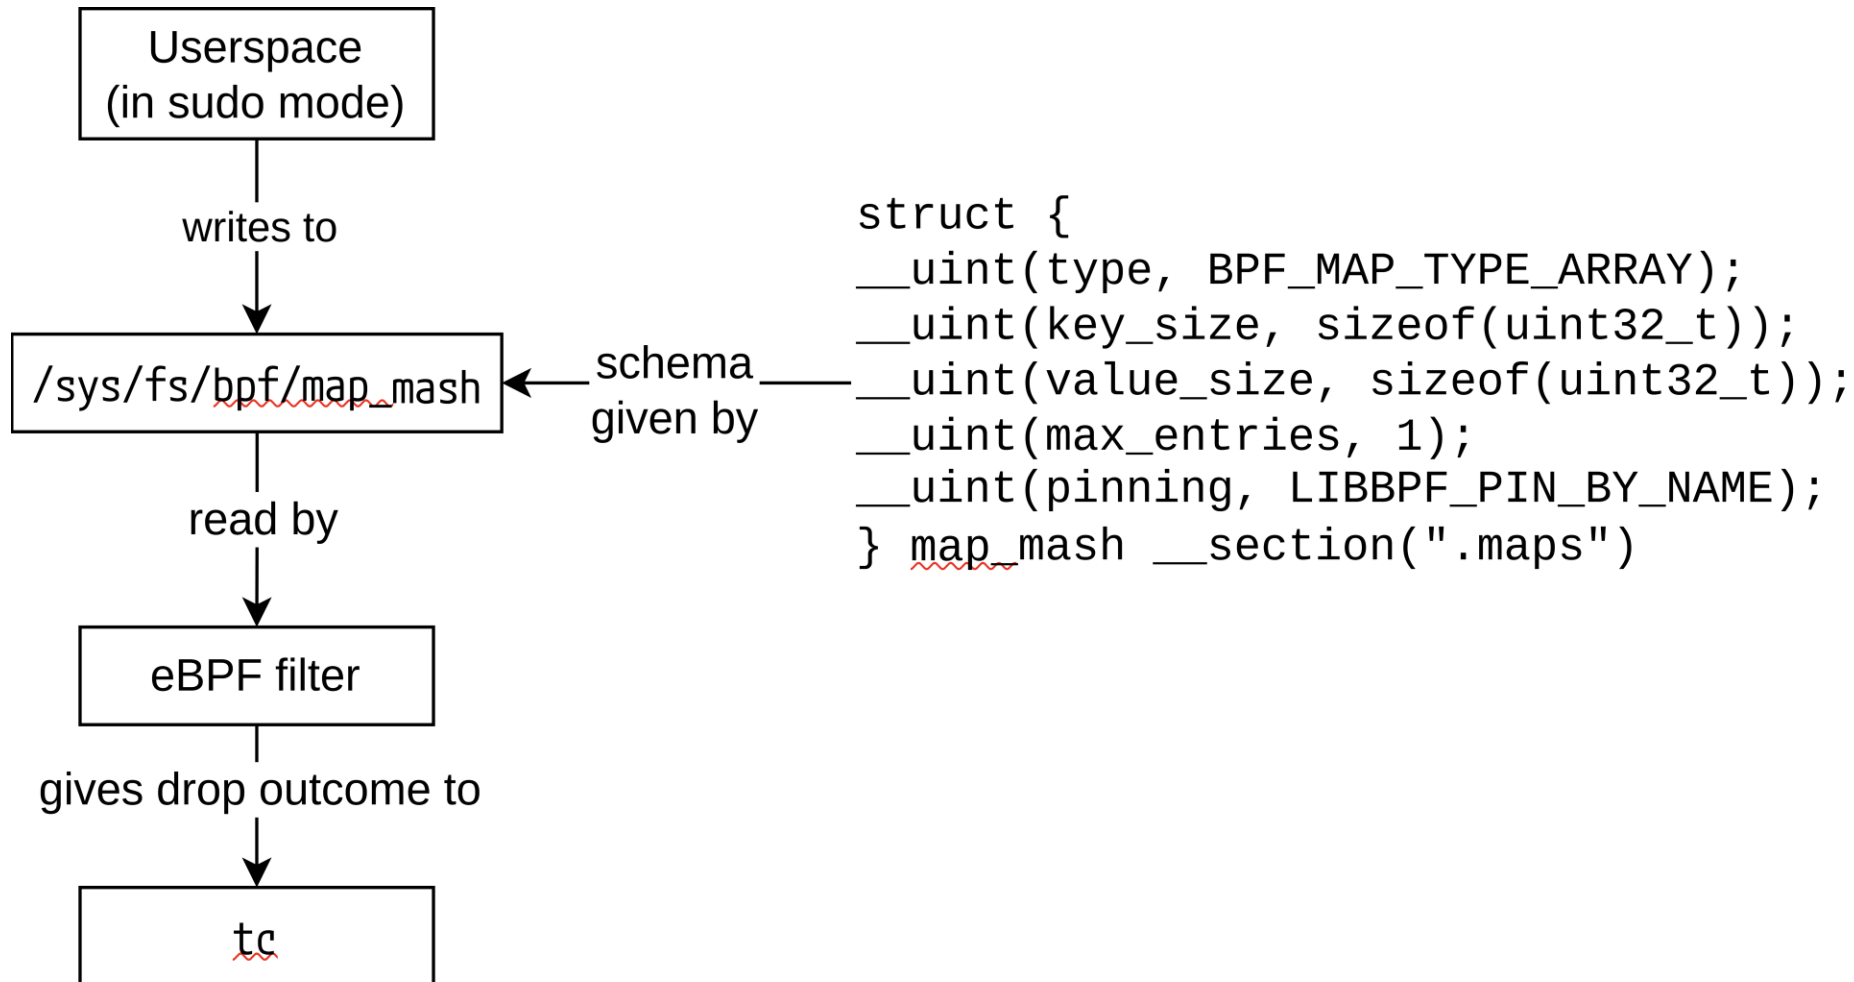 Userspace
(in sudo mode)
writes to
/sys/fs/bpf/map_mash
schema
given by
struct {
__uint(type, BPF_MAP_TYPE_ARRAY);
__uint(key_size, sizeof(uint32_t));
__uint(value_size, sizeof(uint32_t));
__uint(max_entries, 1);
__uint(pinning, LIBBPF_PIN_BY_NAME);
} map_mash __section(".maps")
read by
eBPF filter
gives drop outcome to
tc